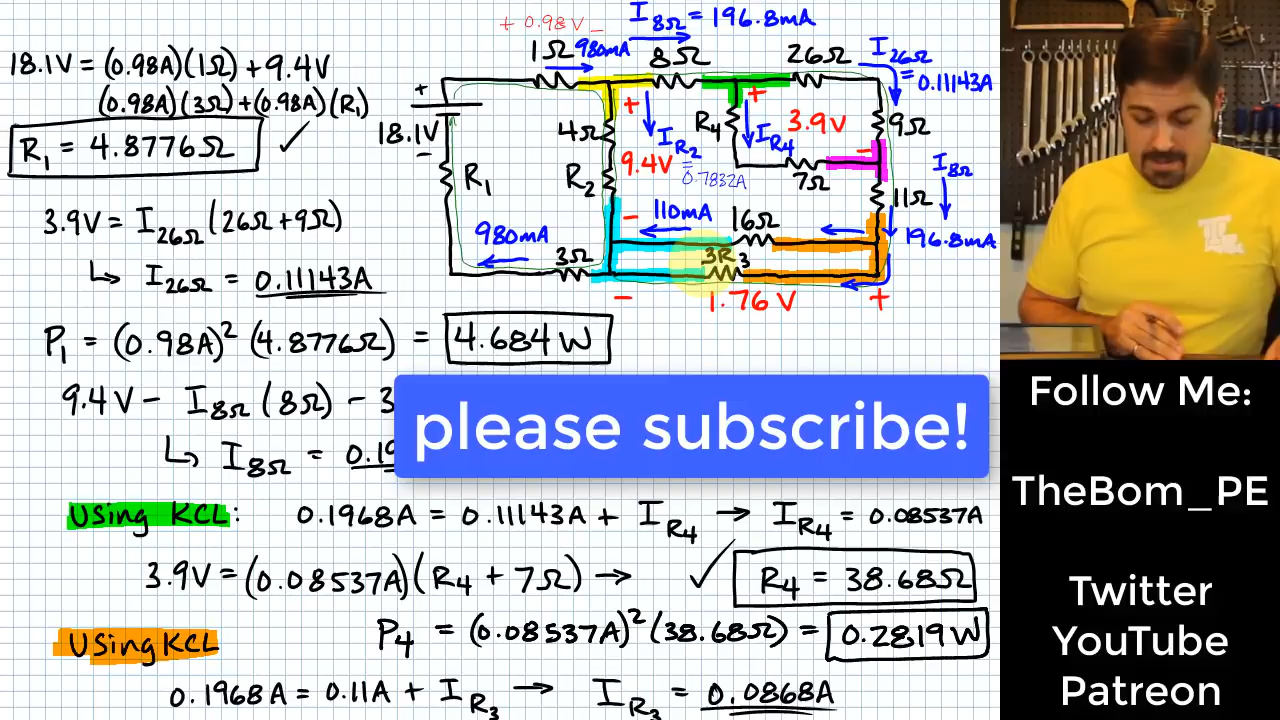 + 0.98V -
I8Ω = 196.8mA
18.1V = (0.98A)(1Ω) + 9.4V
(0.98A)(3Ω) + (0.98A)(R1)
R1 = 4.8776Ω ✓
1Ω 980mA 8Ω 26Ω I26Ω
= 0.11143A
+ 18.1V -
R1
4Ω
R2
+ 9.4V -
IR2
= 0.7832A
R4 IR4
+ 3.9V -
7Ω
9Ω
I8Ω
11Ω
196.8mA
110mA 16Ω
980mA
3Ω
3R3
- 1.76V +
3.9V = I26Ω (26Ω + 9Ω)
↳ I26Ω = 0.11143A
P1 = (0.98A)² (4.8776Ω) = 4.684W
9.4V - I8Ω (8Ω) - 3
↳ I8Ω = 0.19
please subscribe!
Using KCL: 0.1968A = 0.11143A + IR4 → IR4 = 0.08537A
3.9V = (0.08537A)(R4 + 7Ω) → ✓ R4 = 38.68Ω
P4 = (0.08537A)² (38.68Ω) = 0.2819W
Using KCL
0.1968A = 0.11A + IR3 → IR3 = 0.0868A
Follow Me:
TheBom_PE
Twitter
YouTube
Patreon